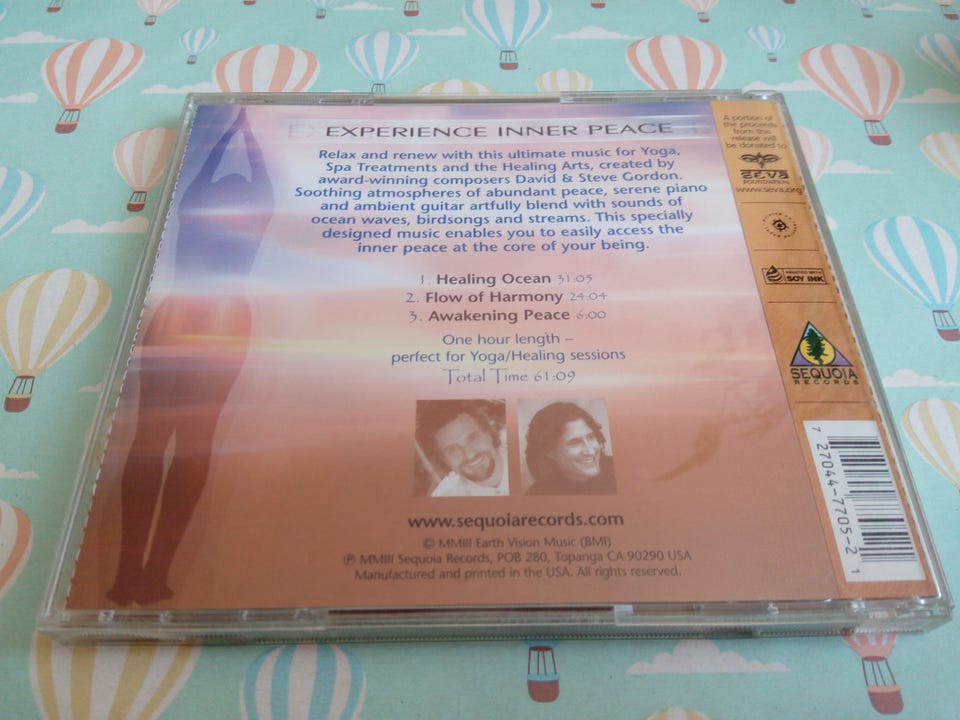 EXPERIENCE INNER PEACE
Relax and renew with this ultimate music for Yoga,
Spa Treatments and the Healing Arts, created by
award-winning composers David & Steve Gordon.
Soothing atmospheres of abundant peace, serene piano
and ambient guitar artfully blend with sounds of
ocean waves, birdsongs and streams. This specially
designed music enables you to easily access the
inner peace at the core of your being.
1. Healing Ocean 31:05
2. Flow of Harmony 24:04
3. Awakening Peace 6:00
One hour length –
perfect for Yoga/Healing sessions
Total Time 61:09
www.sequoiarecords.com
© MMIII Earth Vision Music (BMI)
℗ MMIII Sequoia Records, POB 280, Topanga CA 90290 USA
Manufactured and printed in the USA. All rights reserved.
A portion of
the proceeds
from this
release will
be donated to
SEVA
FOUNDATION
www.seva.org
PRINTED WITH
SOY INK
SEQUOIA
RECORDS
7 27044-7705-2 1